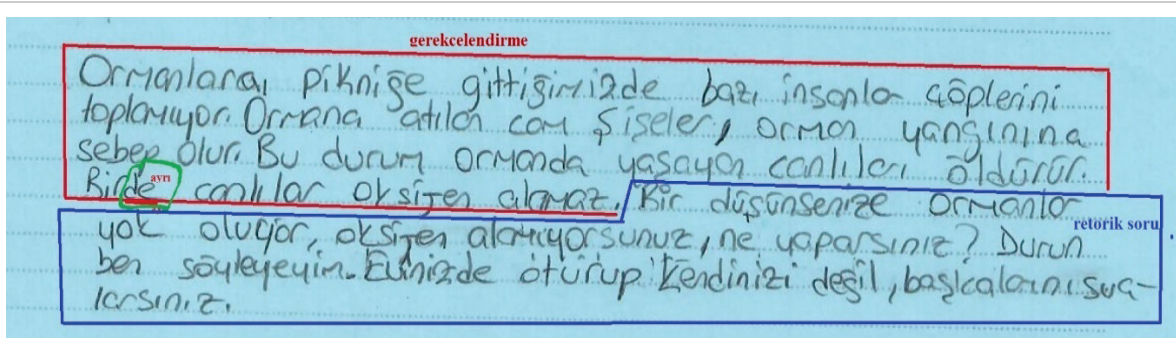 gerekcelendirme
Ormanlara, pikniğe gittiğimizde bazı insanlar çöplerini
toplamıyor. Ormana atılan cam şişeler, orman yangınına
sebep olur. Bu durum ormanda yaşayan canlıları öldürür.
Birde ayrı canlılar oksijen alamaz. Bir düşünsenize ormanlar
retorik soru
yok oluyor, oksijen alamıyorsunuz, ne yaparsınız? Durun
ben söyleyeyim. Evinizde oturup kendinizi değil, başkalarını suç-
larsınız.